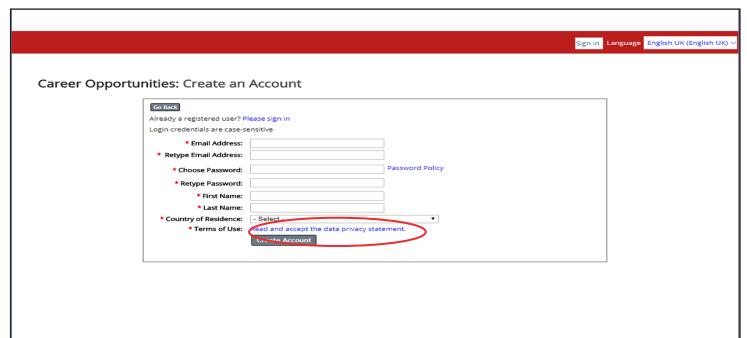 Sign In Language English UK (English UK)
Career Opportunities: Create an Account
Go Back
Already a registered user? Please sign in
Login credentials are case-sensitive
* Email Address:
* Retype Email Address:
* Choose Password: Password Policy
* Retype Password:
* First Name:
* Last Name:
* Country of Residence: - Select -
* Terms of Use: Read and accept the data privacy statement.
Create Account